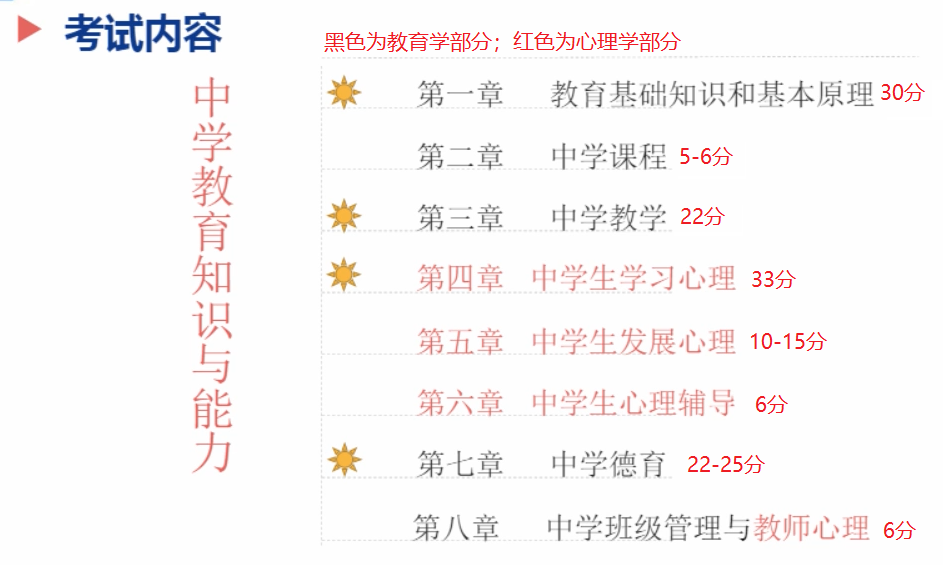 考试内容
黑色为教育学部分；红色为心理学部分
中学教育知识与能力
第一章 教育基础知识和基本原理 30分
第二章 中学课程 5-6分
第三章 中学教学 22分
第四章 中学生学习心理 33分
第五章 中学生发展心理 10-15分
第六章 中学生心理辅导 6分
第七章 中学德育 22-25分
第八章 中学班级管理与教师心理 6分